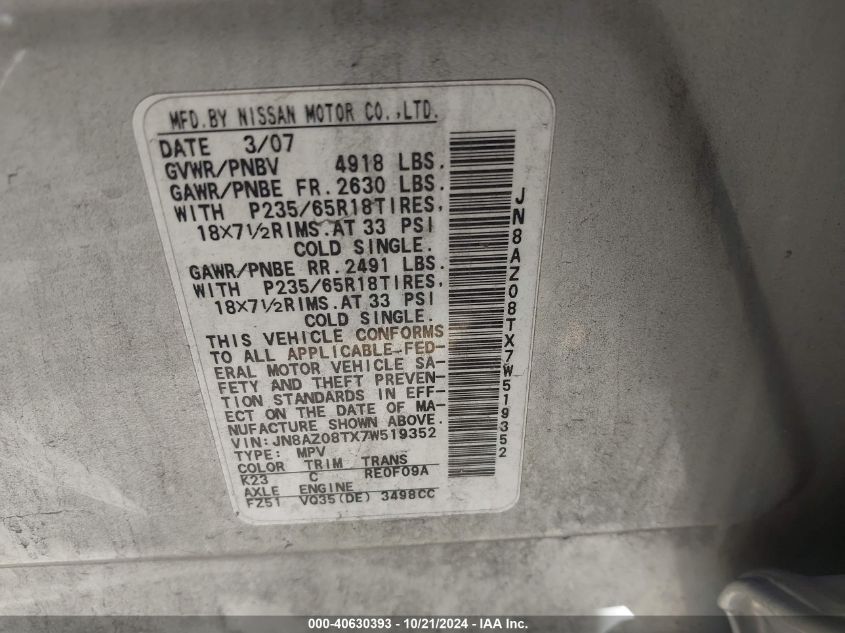 MFD.BY NISSAN MOTOR CO.,LTD.
DATE 3/07
GVWR/PNBV 4918 LBS.
GAWR/PNBE FR. 2630 LBS.
WITH P235/65R18TIRES,
18X7½RIMS.AT 33 PSI
COLD SINGLE.
GAWR/PNBE RR. 2491 LBS.
WITH P235/65R18TIRES,
18X7½RIMS.AT 33 PSI
COLD SINGLE.
THIS VEHICLE CONFORMS
TO ALL APPLICABLE FED-
ERAL MOTOR VEHICLE SA-
FETY AND THEFT PREVEN-
TION STANDARDS IN EFF-
ECT ON THE DATE OF MA-
NUFACTURE SHOWN ABOVE.
VIN:JN8AZ08TX7W519352
TYPE: MPV
COLOR TRIM TRANS
K23 C RE0F09A
AXLE ENGINE
FZ51 VQ35(DE) 3498CC
JN8AZ08TX7W519352
000-40630393 - 10/21/2024 - IAA Inc.